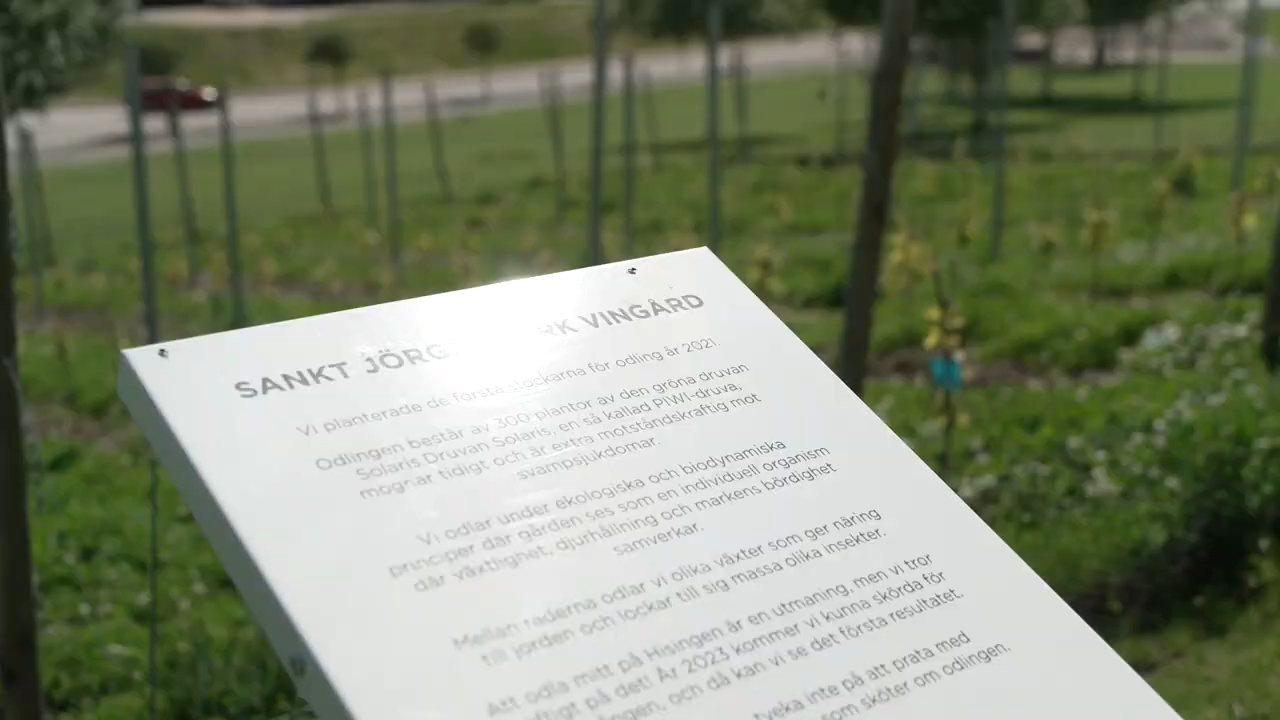 SANKT JÖRG K VINGÅRD
Vi planterade de första stockarna för odling år 2021.
Odlingen består av 300 plantor av den gröna druvan
Solaris Druvan Solaris, en så kallad PIWI-druva,
mognar tidigt och är extra motståndskraftig mot
svampsjukdomar.
Vi odlar under ekologiska och biodynamiska
principer där gården ses som en individuell organism
där växtlighet, djurhållning och markens bördighet
samverkar.
Mellan raderna odlar vi olika växter som ger näring
till jorden och lockar till sig massa olika insekter.
Att odla mitt på Hisingen är en utmaning, men vi tror
på det! År 2023 kommer vi kunna skörda för
och då kan vi se det första resultatet.
tveka inte på att prata med
som sköter om odlingen.